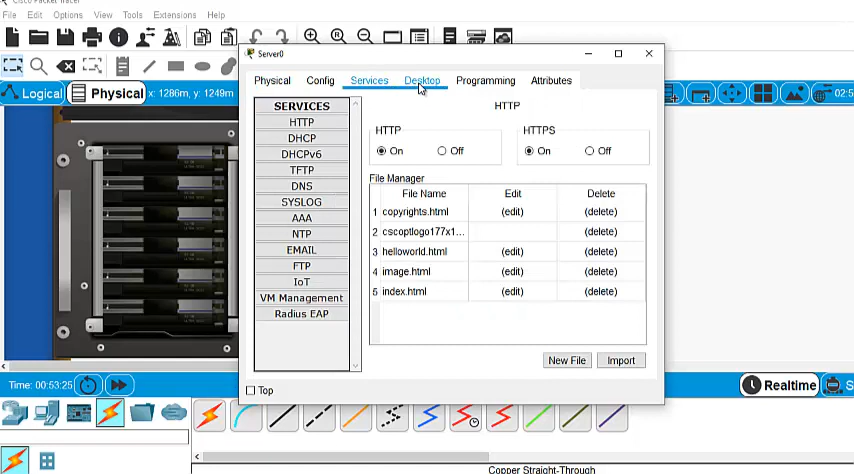 Cisco Packet Tracer
File Edit Options View Tools Extensions Help
Server0
Logical Physical x: 1286m, y: 1249m
02:5
Physical Config Services Desktop Programming Attributes
SERVICES
HTTP
DHCP
DHCPv6
TFTP
DNS
SYSLOG
AAA
NTP
EMAIL
FTP
IoT
VM Management
Radius EAP
HTTP
HTTP
On Off
HTTPS
On Off
File Manager
File Name Edit Delete
1 copyrights.html (edit) (delete)
2 cscoptlogo177x1... (delete)
3 helloworld.html (edit) (delete)
4 image.html (edit) (delete)
5 index.html (edit) (delete)
New File Import
Top
Time: 00:53:25
Realtime S
Copper Straight-Through